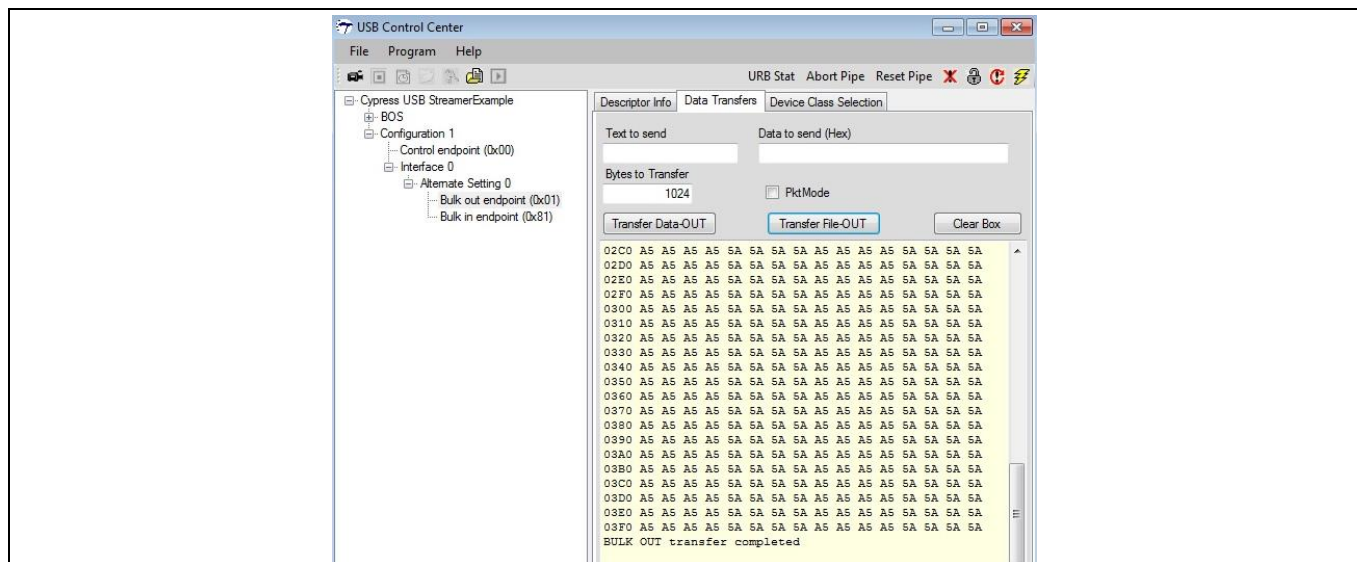 USB Control Center
File Program Help
URB Stat Abort Pipe Reset Pipe
Cypress USB StreamerExample
BOS
Configuration 1
Control endpoint (0x00)
Interface 0
Alternate Setting 0
Bulk out endpoint (0x01)
Bulk in endpoint (0x81)
Descriptor Info Data Transfers Device Class Selection
Text to send Data to send (Hex)
Bytes to Transfer
1024 PktMode
Transfer Data-OUT Transfer File-OUT Clear Box
02C0 A5 A5 A5 A5 5A 5A 5A 5A A5 A5 A5 A5 5A 5A 5A 5A
02D0 A5 A5 A5 A5 5A 5A 5A 5A A5 A5 A5 A5 5A 5A 5A 5A
02E0 A5 A5 A5 A5 5A 5A 5A 5A A5 A5 A5 A5 5A 5A 5A 5A
02F0 A5 A5 A5 A5 5A 5A 5A 5A A5 A5 A5 A5 5A 5A 5A 5A
0300 A5 A5 A5 A5 5A 5A 5A 5A A5 A5 A5 A5 5A 5A 5A 5A
0310 A5 A5 A5 A5 5A 5A 5A 5A A5 A5 A5 A5 5A 5A 5A 5A
0320 A5 A5 A5 A5 5A 5A 5A 5A A5 A5 A5 A5 5A 5A 5A 5A
0330 A5 A5 A5 A5 5A 5A 5A 5A A5 A5 A5 A5 5A 5A 5A 5A
0340 A5 A5 A5 A5 5A 5A 5A 5A A5 A5 A5 A5 5A 5A 5A 5A
0350 A5 A5 A5 A5 5A 5A 5A 5A A5 A5 A5 A5 5A 5A 5A 5A
0360 A5 A5 A5 A5 5A 5A 5A 5A A5 A5 A5 A5 5A 5A 5A 5A
0370 A5 A5 A5 A5 5A 5A 5A 5A A5 A5 A5 A5 5A 5A 5A 5A
0380 A5 A5 A5 A5 5A 5A 5A 5A A5 A5 A5 A5 5A 5A 5A 5A
0390 A5 A5 A5 A5 5A 5A 5A 5A A5 A5 A5 A5 5A 5A 5A 5A
03A0 A5 A5 A5 A5 5A 5A 5A 5A A5 A5 A5 A5 5A 5A 5A 5A
03B0 A5 A5 A5 A5 5A 5A 5A 5A A5 A5 A5 A5 5A 5A 5A 5A
03C0 A5 A5 A5 A5 5A 5A 5A 5A A5 A5 A5 A5 5A 5A 5A 5A
03D0 A5 A5 A5 A5 5A 5A 5A 5A A5 A5 A5 A5 5A 5A 5A 5A
03E0 A5 A5 A5 A5 5A 5A 5A 5A A5 A5 A5 A5 5A 5A 5A 5A
03F0 A5 A5 A5 A5 5A 5A 5A 5A A5 A5 A5 A5 5A 5A 5A 5A
BULK OUT transfer completed